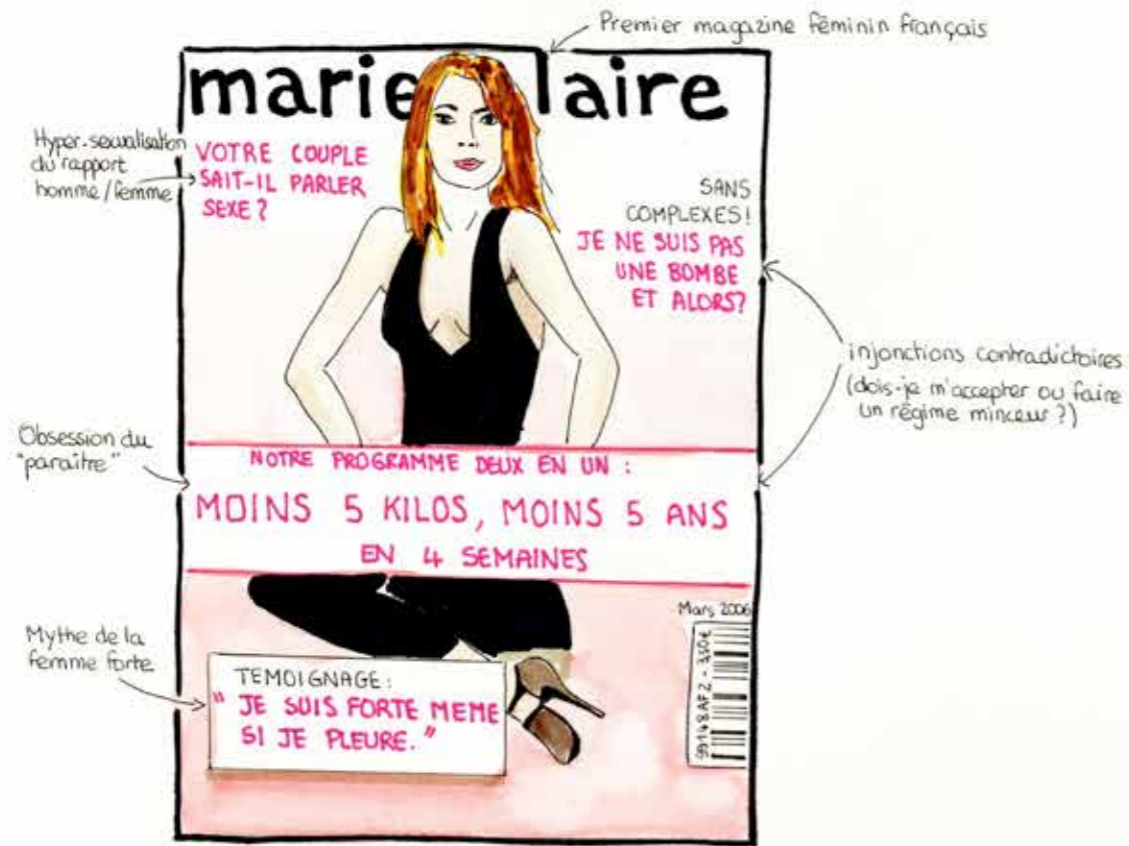 Premier magazine féminin français
marie laire
Hyper-sexualisation
du rapport
homme/femme
VOTRE COUPLE
SAIT-IL PARLER
SEXE ?
SANS
COMPLEXES!
JE NE SUIS PAS
UNE BOMBE
ET ALORS?
injonctions contradictoires
(dois-je m'accepter ou faire
un régime minceur ?)
Obsession du
"paraître"
NOTRE PROGRAMME DEUX EN UN :
MOINS 5 KILOS, MOINS 5 ANS
EN 4 SEMAINES
Mars 2006
Mythe de la
femme forte
TEMOIGNAGE:
" JE SUIS FORTE MEME
SI JE PLEURE. "
3,50€